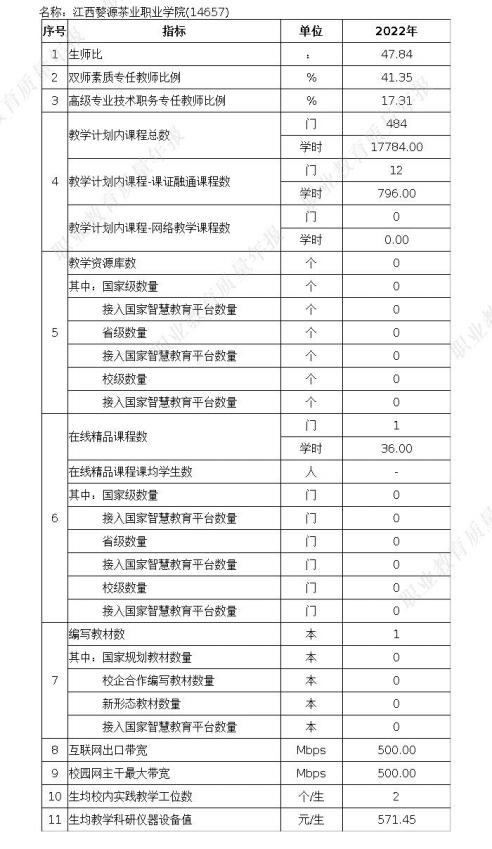 名称：江西婺源茶业职业学院(14657)
序号 指标 单位 2022年
1 生师比 ： 47.84
2 双师素质专任教师比例 % 41.35
3 高级专业技术职务专任教师比例 % 17.31
4 教学计划内课程总数 门 484
学时 17784.00
教学计划内课程-课证融通课程数 门 12
学时 796.00
教学计划内课程-网络教学课程数 门 0
学时 0.00
5 教学资源库数 个 0
其中：国家级数量 个 0
接入国家智慧教育平台数量 个 0
省级数量 个 0
接入国家智慧教育平台数量 个 0
校级数量 个 0
接入国家智慧教育平台数量 个 0
6 在线精品课程数 门 1
学时 36.00
在线精品课程课均学生数 人 -
其中：国家级数量 门 0
接入国家智慧教育平台数量 门 0
省级数量 门 0
接入国家智慧教育平台数量 门 0
校级数量 门 0
接入国家智慧教育平台数量 门 0
7 编写教材数 本 1
其中：国家规划教材数量 本 0
校企合作编写教材数量 本 0
新形态教材数量 本 0
接入国家智慧教育平台数量 本 0
8 互联网出口带宽 Mbps 500.00
9 校园网主干最大带宽 Mbps 500.00
10 生均校内实践教学工位数 个/生 2
11 生均教学科研仪器设备值 元/生 571.45
职业教育质量年报